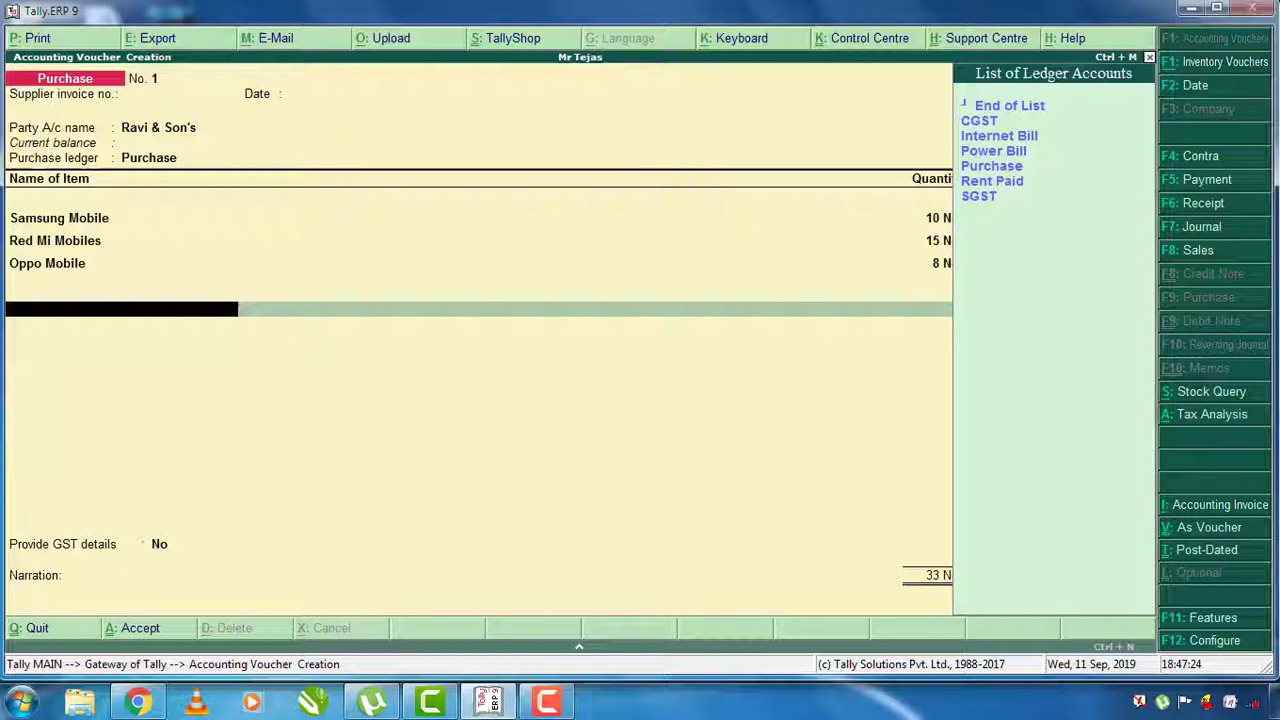 Tally.ERP 9
P: Print
E: Export
M: E-Mail
O: Upload
S: TallyShop
G: Language
K: Keyboard
K: Control Centre
H: Support Centre
H: Help
Accounting Voucher Creation
Mr Tejas
Ctrl + M
Purchase No. 1
Supplier invoice no.:
Date :
Party A/c name : Ravi & Son's
Current balance :
Purchase ledger : Purchase
Name of Item
Quanti
Samsung Mobile 10 N
Red Mi Mobiles 15 N
Oppo Mobile 8 N
Provide GST details : No
Narration:
33 N
List of Ledger Accounts
End of List
CGST
Internet Bill
Power Bill
Purchase
Rent Paid
SGST
F1: Accounting Vouchers
F1: Inventory Vouchers
F2: Date
F3: Company
F4: Contra
F5: Payment
F6: Receipt
F7: Journal
F8: Sales
F8: Credit Note
F9: Purchase
F9: Debit Note
F10: Reversing Journal
F10: Memos
S: Stock Query
A: Tax Analysis
I: Accounting Invoice
V: As Voucher
T: Post-Dated
L: Optional
F11: Features
F12: Configure
Q: Quit
A: Accept
D: Delete
X: Cancel
Ctrl + N
Tally MAIN --> Gateway of Tally --> Accounting Voucher Creation
(c) Tally Solutions Pvt. Ltd., 1988-2017
Wed, 11 Sep, 2019
18:47:24
Tally
ERP 9